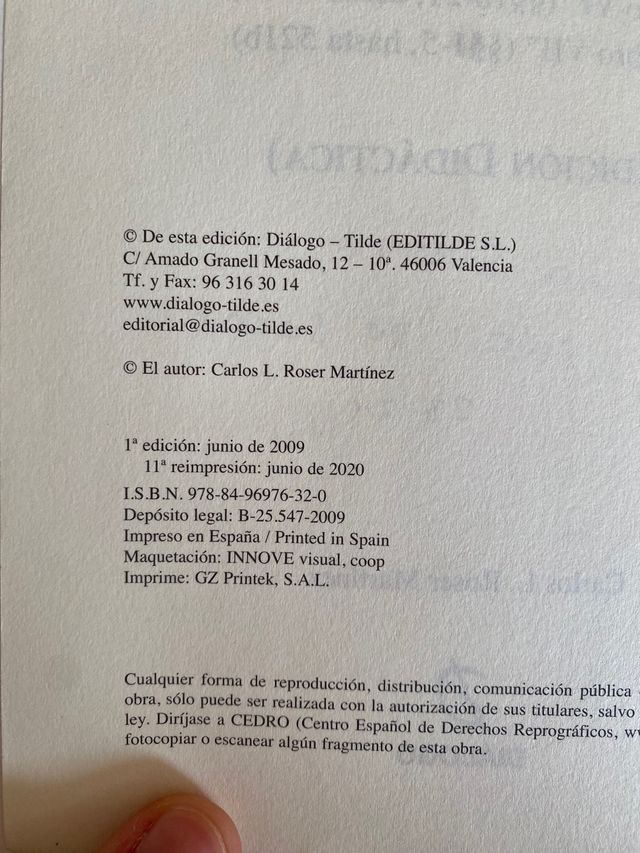 © De esta edición: Diálogo – Tilde (EDITILDE S.L.)
C/ Amado Granell Mesado, 12 – 10ª. 46006 Valencia
Tf. y Fax: 96 316 30 14
www.dialogo-tilde.es
editorial@dialogo-tilde.es
© El autor: Carlos L. Roser Martínez
1ª edición: junio de 2009
11ª reimpresión: junio de 2020
I.S.B.N. 978-84-96976-32-0
Depósito legal: B-25.547-2009
Impreso en España / Printed in Spain
Maquetación: INNOVE visual, coop
Imprime: GZ Printek, S.A.L.
Cualquier forma de reproducción, distribución, comunicación pública
obra, sólo puede ser realizada con la autorización de sus titulares, salvo
ley. Diríjase a CEDRO (Centro Español de Derechos Reprográficos,
fotocopiar o escanear algún fragmento de esta obra.